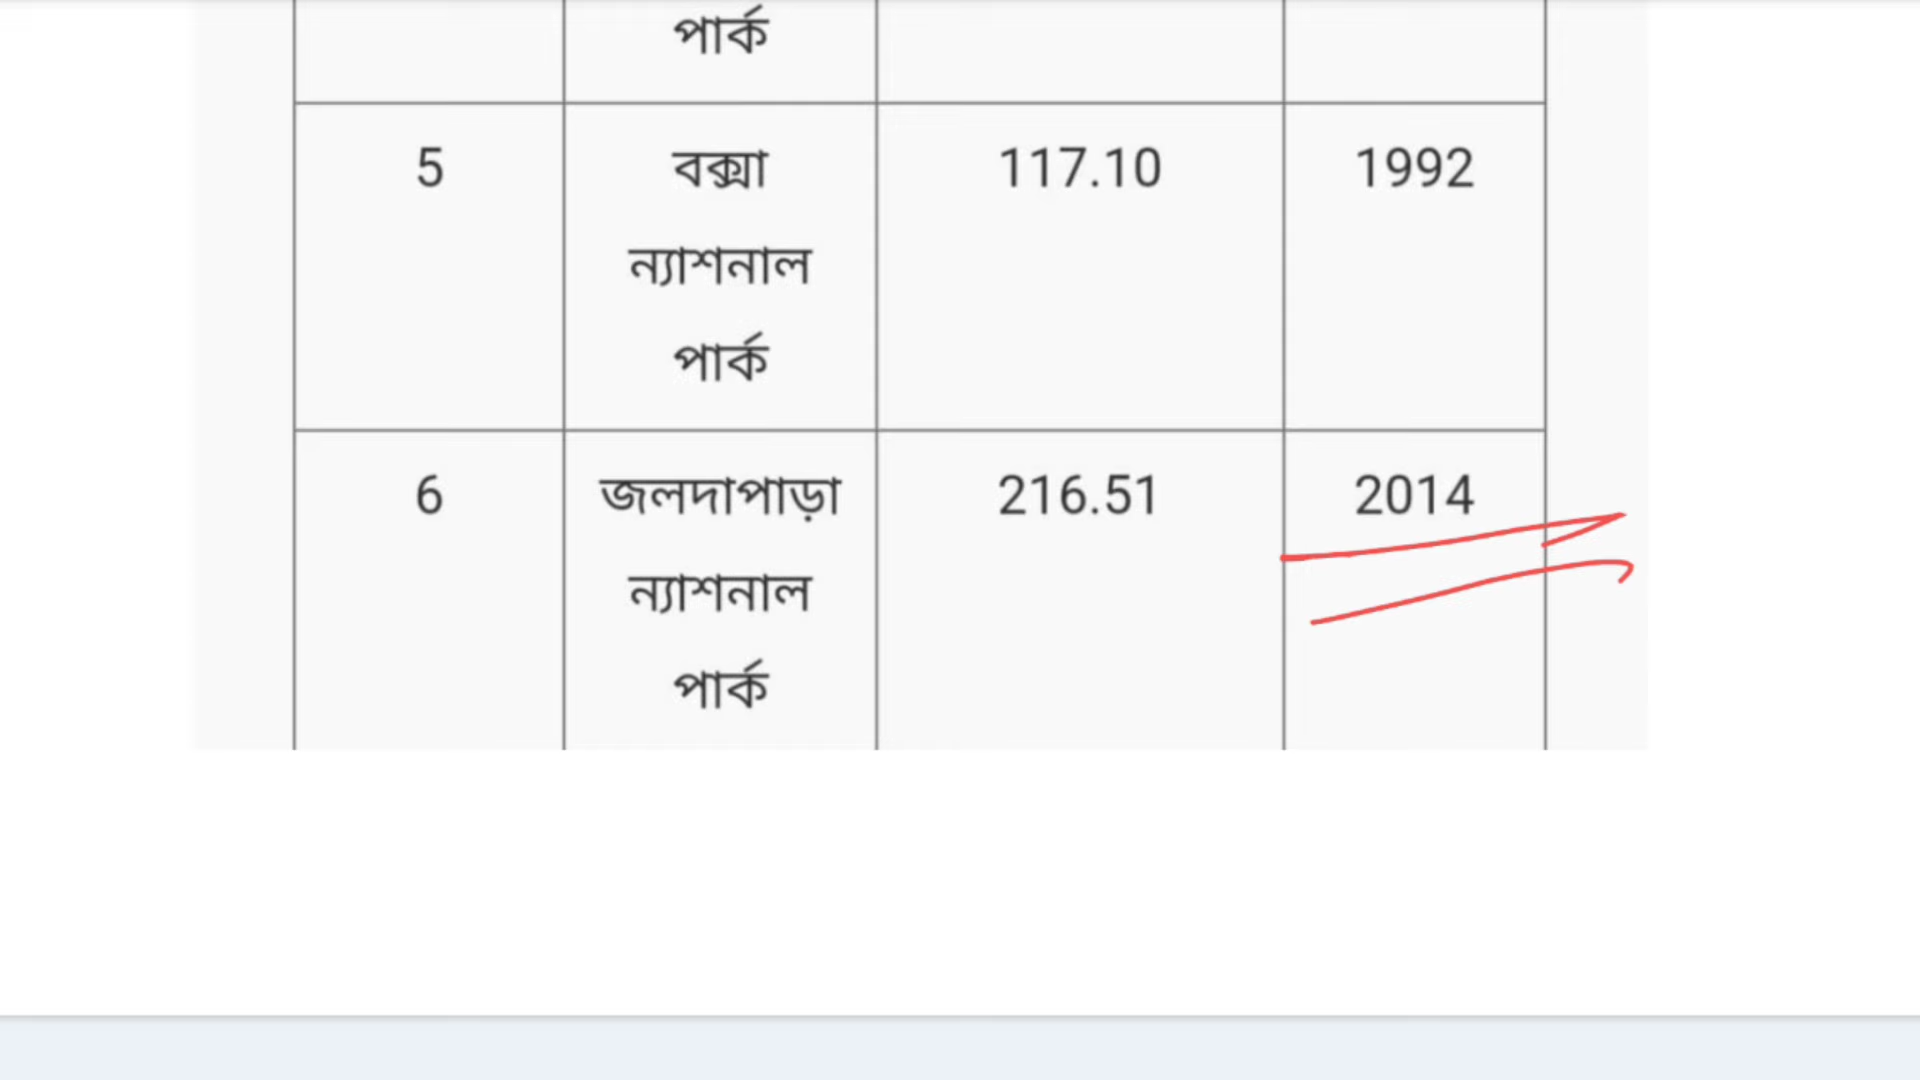 পার্ক
5 বক্সা 117.10 1992
ন্যাশনাল
পার্ক
6 জলদাপাড়া 216.51 2014
ন্যাশনাল
পার্ক